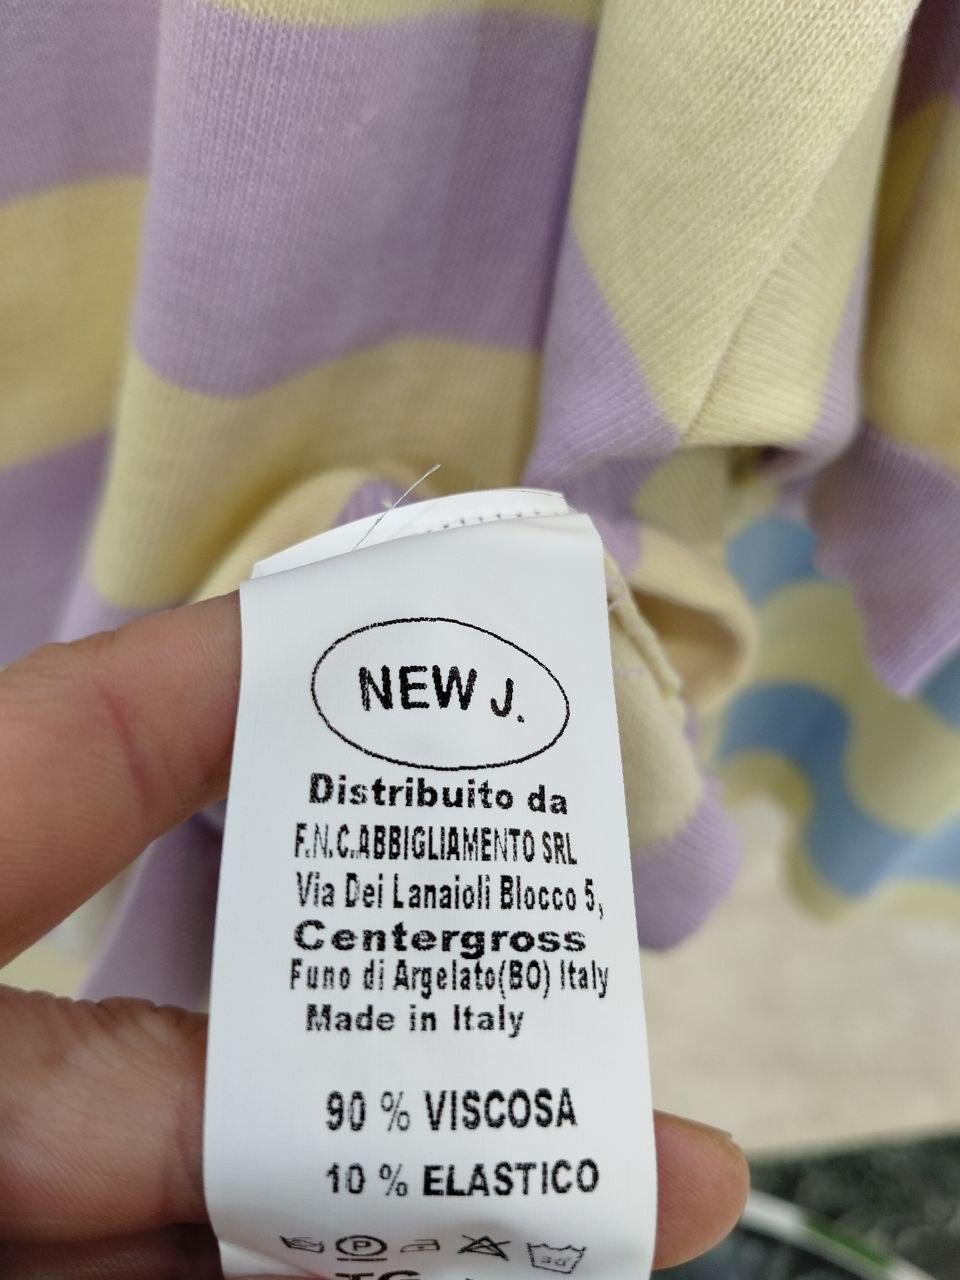 NEW J.
Distribuito da
F.N.C.ABBIGLIAMENTO SRL
Via Dei Lanaioli Blocco 5,
Centergross
Funo di Argelato(BO) Italy
Made in Italy
90 % VISCOSA
10 % ELASTICO
P 30°